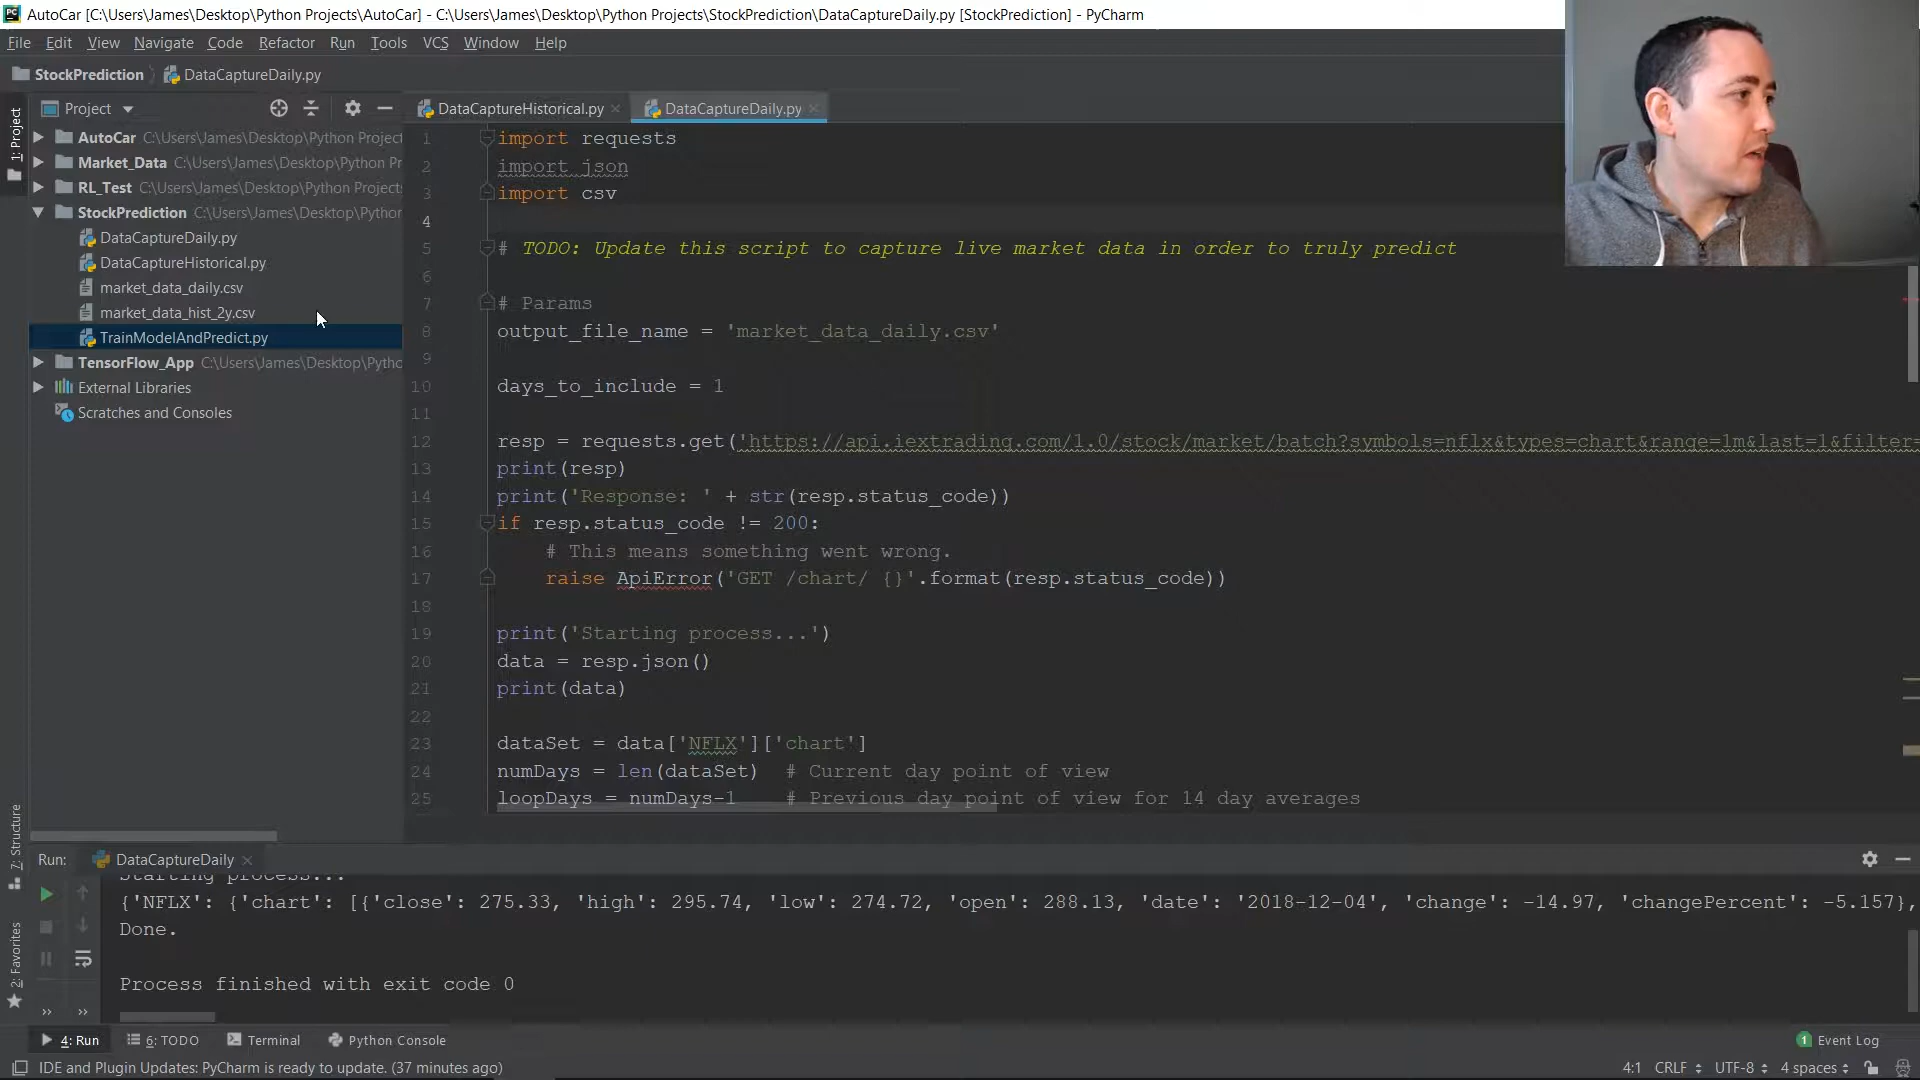 AutoCar [C:\Users\James\Desktop\Python Projects\AutoCar] - C:\Users\James\Desktop\Python Projects\StockPrediction\DataCaptureDaily.py [StockPrediction] - PyCharm
File Edit View Navigate Code Refactor Run Tools VCS Window Help
StockPrediction DataCaptureDaily.py
1: Project
Project
AutoCar C:\Users\James\Desktop\Python Project
Market_Data C:\Users\James\Desktop\Python Pr
RL_Test C:\Users\James\Desktop\Python Projects
StockPrediction C:\Users\James\Desktop\Python
DataCaptureDaily.py
DataCaptureHistorical.py
market_data_daily.csv
market_data_hist_2y.csv
TrainModelAndPredict.py
TensorFlow_App C:\Users\James\Desktop\Pytho
External Libraries
Scratches and Consoles
DataCaptureHistorical.py DataCaptureDaily.py
1 import requests
2 import json
3 import csv
4
5 # TODO: Update this script to capture live market data in order to truly predict
6
7 # Params
8 output_file_name = 'market_data_daily.csv'
9
10 days_to_include = 1
11
12 resp = requests.get('https://api.iextrading.com/1.0/stock/market/batch?symbols=nflx&types=chart&range=1m&last=1&filter=
13 print(resp)
14 print('Response: ' + str(resp.status_code))
15 if resp.status_code != 200:
16 # This means something went wrong.
17 raise ApiError('GET /chart/ {}'.format(resp.status_code))
18
19 print('Starting process...')
20 data = resp.json()
21 print(data)
22
23 dataSet = data['NFLX']['chart']
24 numDays = len(dataSet) # Current day point of view
25 loopDays = numDays-1 # Previous day point of view for 14 day averages
7: Structure
2: Favorites
Run: DataCaptureDaily
Starting process...
{'NFLX': {'chart': [{'close': 275.33, 'high': 295.74, 'low': 274.72, 'open': 288.13, 'date': '2018-12-04', 'change': -14.97, 'changePercent': -5.157},
Done.
Process finished with exit code 0
4: Run 6: TODO Terminal Python Console 1 Event Log
IDE and Plugin Updates: PyCharm is ready to update. (37 minutes ago) 4:1 CRLF UTF-8 4 spaces